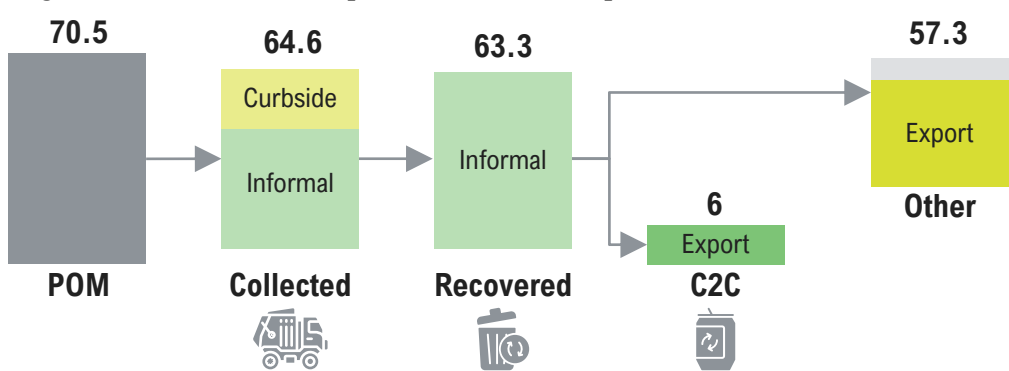 70.5
64.6
63.3
57.3
Curbside
Informal
Informal
Export
6
Export
Other
POM
Collected
Recovered
C2C